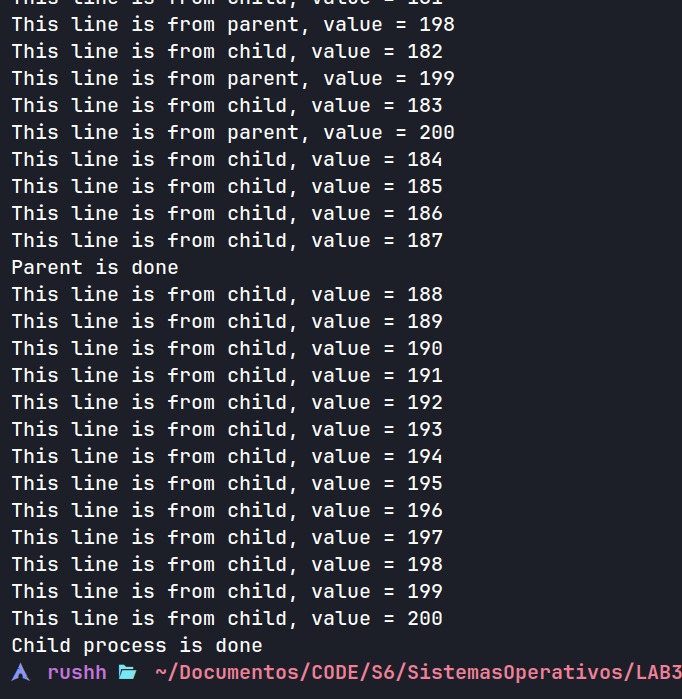 This line is from child, value = 181
This line is from parent, value = 198
This line is from child, value = 182
This line is from parent, value = 199
This line is from child, value = 183
This line is from parent, value = 200
This line is from child, value = 184
This line is from child, value = 185
This line is from child, value = 186
This line is from child, value = 187
Parent is done
This line is from child, value = 188
This line is from child, value = 189
This line is from child, value = 190
This line is from child, value = 191
This line is from child, value = 192
This line is from child, value = 193
This line is from child, value = 194
This line is from child, value = 195
This line is from child, value = 196
This line is from child, value = 197
This line is from child, value = 198
This line is from child, value = 199
This line is from child, value = 200
Child process is done
rushh ~/Documentos/CODE/S6/SistemasOperativos/LAB3